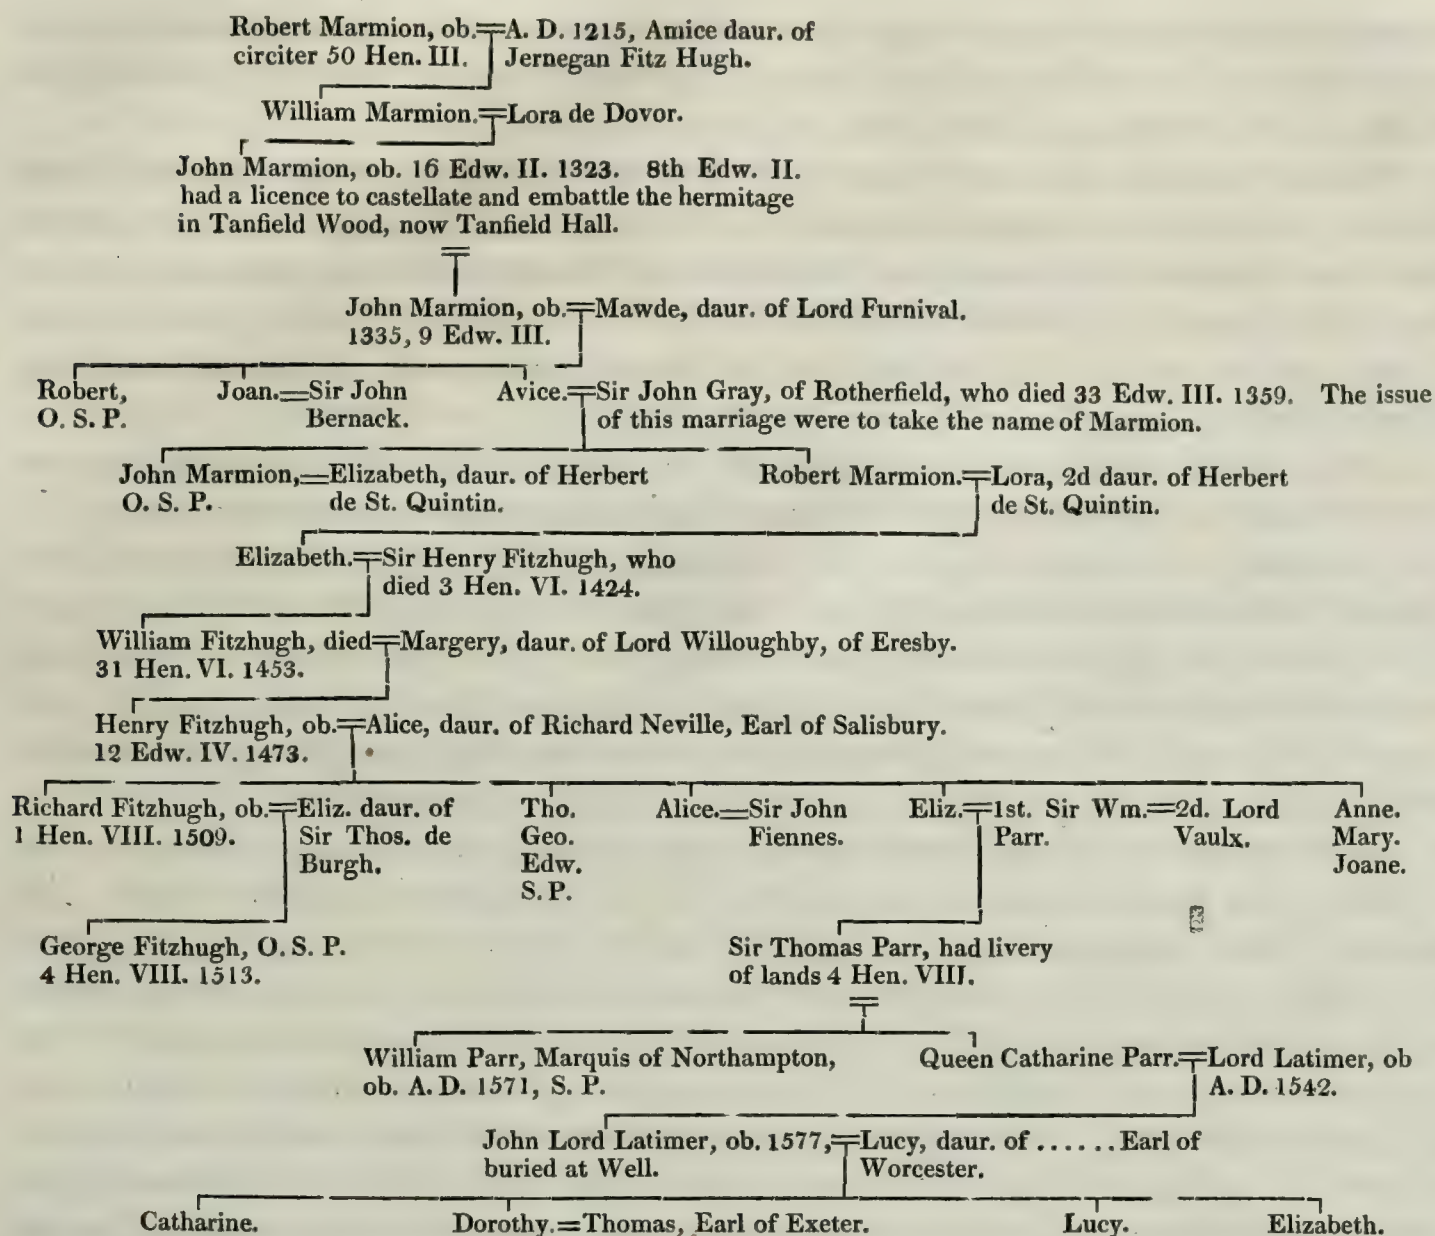 Robert Marmion, ob. = A. D. 1215, Amice daur. of
circiter 50 Hen. III. Jernegan Fitz Hugh.
William Marmion. = Lora de Dovor.
John Marmion, ob. 16 Edw. II. 1323. 8th Edw. II.
had a licence to castellate and embattle the hermitage
in Tanfield Wood, now Tanfield Hall.
John Marmion, ob. = Mawde, daur. of Lord Furnival.
1335, 9 Edw. III.
Robert, Joan. = Sir John Avice. = Sir John Gray, of Rotherfield, who died 33 Edw. III. 1359. The issue
O. S. P. Bernack. of this marriage were to take the name of Marmion.
John Marmion, = Elizabeth, daur. of Herbert Robert Marmion. = Lora, 2d daur. of Herbert
O. S. P. de St. Quintin. de St. Quintin.
Elizabeth. = Sir Henry Fitzhugh, who
died 3 Hen. VI. 1424.
William Fitzhugh, died = Margery, daur. of Lord Willoughby, of Eresby.
31 Hen. VI. 1453.
Henry Fitzhugh, ob. = Alice, daur. of Richard Neville, Earl of Salisbury.
12 Edw. IV. 1473.
Richard Fitzhugh, ob. = Eliz. daur. of Tho. Alice. = Sir John Eliz. = 1st. Sir Wm. = 2d. Lord Anne.
1 Hen. VIII. 1509. Sir Thos. de Geo. Fiennes. Parr. Vaulx. Mary.
Burgh. Edw. Joane.
S. P.
George Fitzhugh, O. S. P. Sir Thomas Parr, had livery
4 Hen. VIII. 1513. of lands 4 Hen. VIII.
William Parr, Marquis of Northampton, Queen Catharine Parr. = Lord Latimer, ob
ob. A. D. 1571, S. P. A. D. 1542.
John Lord Latimer, ob. 1577, = Lucy, daur. of ...... Earl of
buried at Well. Worcester.
Catharine. Dorothy. = Thomas, Earl of Exeter. Lucy. Elizabeth.